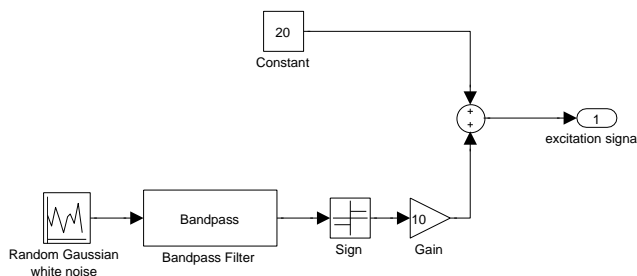 20
Constant
+
+
1
excitation signa
Bandpass
10
Random Gaussian
white noise
Bandpass Filter
Sign
Gain